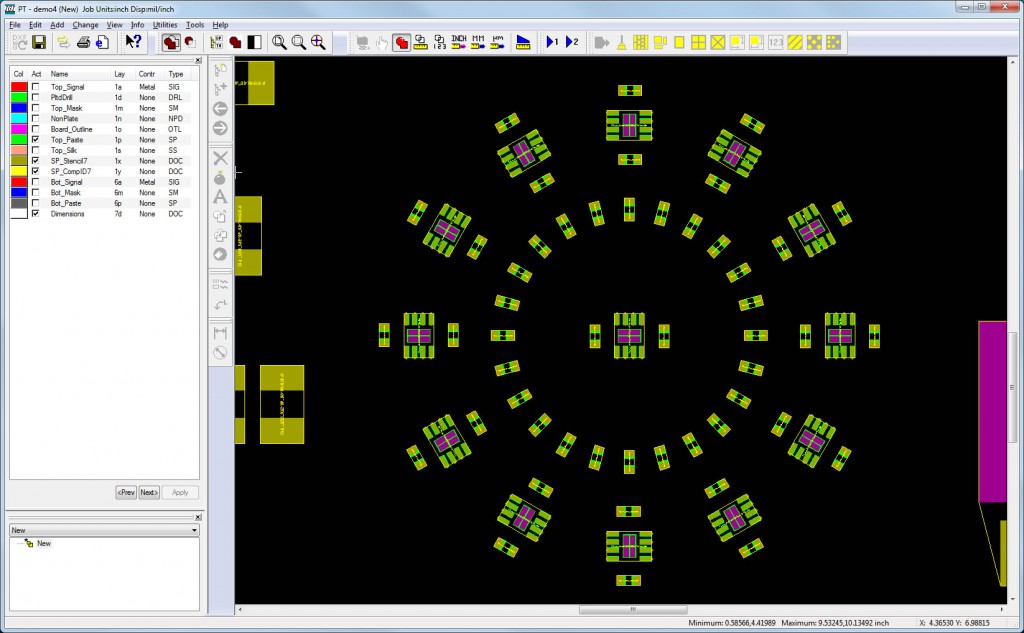 PT - demo4 (New) Job Units:inch Disp:mil/inch
File Edit Add Change View Info Utilities Tools Help
INCH MM
1 2
123
Col Act Name Lay Contr Type
Top_Signal 1a Metal SIG
PltdDrill 1d None DRL
Top_Mask 1m None SM
NonPlate 1n None NPD
Board_Outline 1o None OTL
Top_Paste 1p None SP
Top_Silk 1s None SS
SP_Stencil7 1x None DOC
SP_CompID7 1y None DOC
Bot_Signal 6a Metal SIG
Bot_Mask 6m None SM
Bot_Paste 6p None SP
Dimensions 7d None DOC
<Prev Next> Apply
New
New
Minimum: 0.58566,4.41989 Maximum: 9.53245,10.13492 inch X: 4.36530 Y: 6.98815